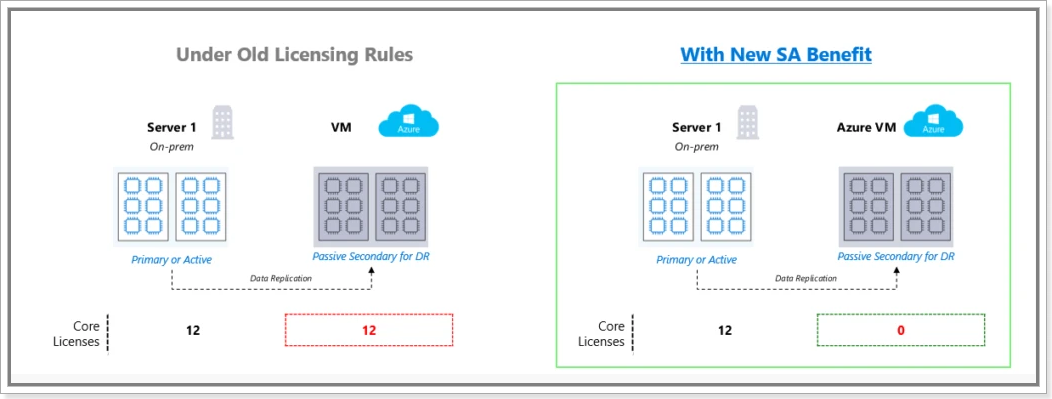 Under Old Licensing Rules
Server 1
On-prem
VM
Azure
Primary or Active
Passive Secondary for DR
Data Replication
Core
Licenses
12
12
With New SA Benefit
Server 1
On-prem
Azure VM
Azure
Primary or Active
Passive Secondary for DR
Data Replication
Core
Licenses
12
0